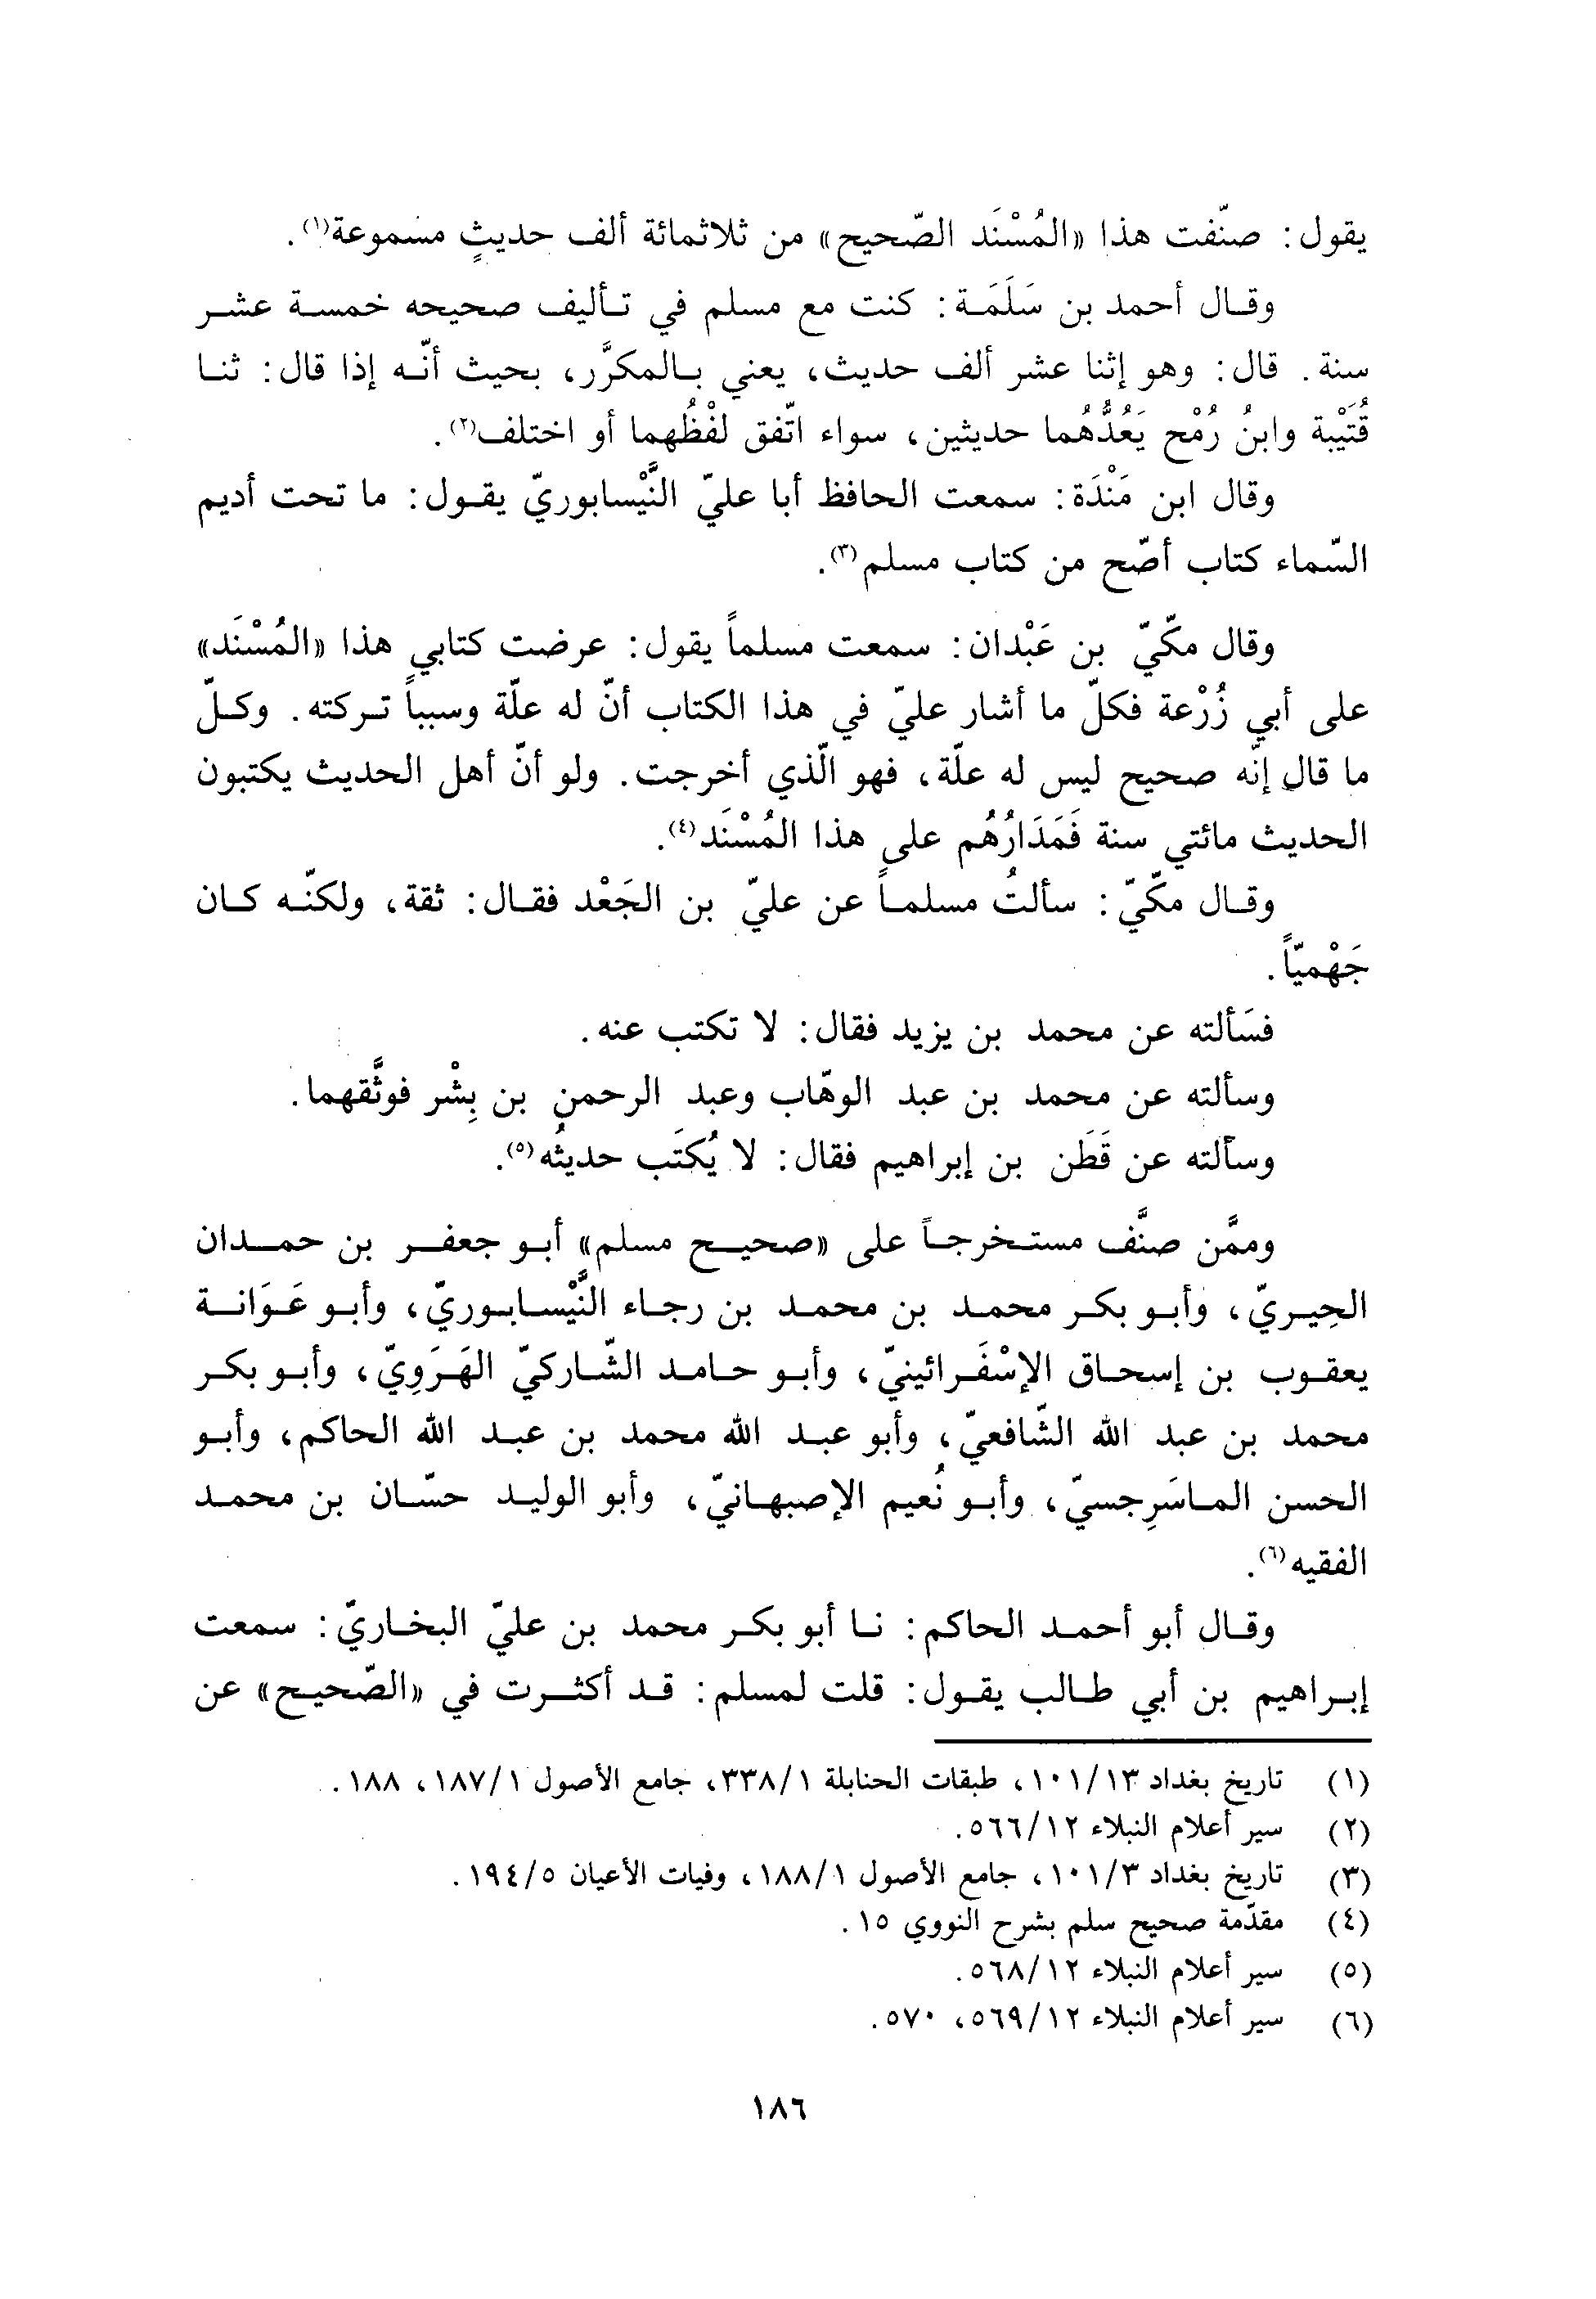 يقول: صنّفت هذا «المُسْنَد الصّحيح» من ثلاثمائة ألف حديثٍ مسموعة(١).
وقال أحمد بن سَلَمَة: كنت مع مسلم في تأليف صحيحه خمسة عشر
سنة. قال: وهو إثنا عشر ألف حديث، يعني بالمكرَّر، بحيث أنّه إذا قال: ثنا
قُتَيْبة وابنُ رُمْح يَعُدُّهُما حديثين، سواء اتّفق لفْظُهما أو اختلف(٢).
وقال ابن مَنْدَة: سمعت الحافظ أبا عليّ النَّيْسابوريّ يقول: ما تحت أديم
السّماء كتاب أصّح من كتاب مسلم(٣).
وقال مكّيّ بن عَبْدان: سمعت مسلماً يقول: عرضت كتابي هذا «المُسْنَد»
على أبي زُرْعة فكلّ ما أشار عليّ في هذا الكتاب أنّ له علّة وسبباً تركته. وكلّ
ما قال إنّه صحيح ليس له علّة، فهو الّذي أخرجت. ولو أنّ أهل الحديث يكتبون
الحديث مائتي سنة فَمَدَارُهُم على هذا المُسْنَد(٤).
وقال مكّيّ: سألتُ مسلماً عن عليّ بن الجَعْد فقال: ثقة، ولكنّه كان
جَهْميّاً.
فسَألته عن محمد بن يزيد فقال: لا تكتب عنه.
وسألته عن محمد بن عبد الوهّاب وعبد الرحمن بن بِشْر فوثَّقهما.
وسألته عن قَطَن بن إبراهيم فقال: لا يُكتَب حديثُه(٥).
وممَّن صنَّف مستخرجاً على «صحيح مسلم» أبو جعفر بن حمدان
الحِيريّ، وأبو بكر محمد بن محمد بن رجاء النَّيْسابوريّ، وأبو عَوَانة
يعقوب بن إسحاق الإسْفَرائينيّ، وأبو حامد الشّاركيّ الهَرَوِيّ، وأبو بكر
محمد بن عبد الله الشّافعيّ، وأبو عبد الله محمد بن عبد الله الحاكم، وأبو
الحسن الماسَرِجسيّ، وأبو نُعيم الإصبهانيّ، وأبو الوليد حسّان بن محمد
الفقيه(٦).
وقال أبو أحمد الحاكم: نا أبو بكر محمد بن عليّ البخاريّ: سمعت
إبراهيم بن أبي طالب يقول: قلت لمسلم: قد أكثرت في «الصّحيح» عن
(١) تاريخ بغداد ١٠١/١٣، طبقات الحنابلة ٣٣٨/١، جامع الأصول ١٨٧/١، ١٨٨.
(٢) سير أعلام النبلاء ٥٦٦/١٢.
(٣) تاريخ بغداد ١٠١/٣، جامع الأصول ١٨٨/١، وفيات الأعيان ١٩٤/٥.
(٤) مقدّمة صحيح سلم بشرح النووي ١٥.
(٥) سير أعلام النبلاء ٥٦٨/١٢.
(٦) سير أعلام النبلاء ٥٦٩/١٢، ٥٧٠.
١٨٦